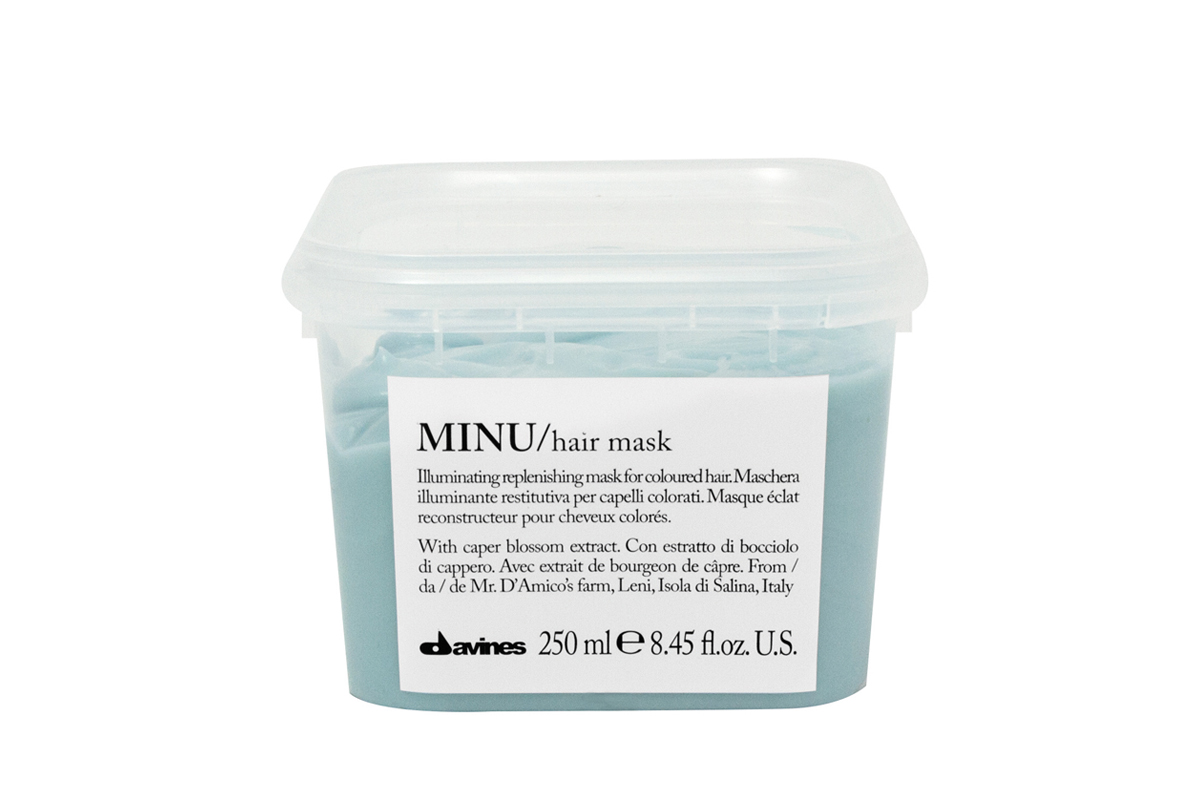 MINU/hair mask
Illuminating replenishing mask for coloured hair. Maschera
illuminante restitutiva per capelli colorati. Masque éclat
reconstructeur pour cheveux colorés.
With caper blossom extract. Con estratto di bocciolo
di cappero. Avec extrait de bourgeon de câpre. From /
da / de Mr. D'Amico's farm, Leni, Isola di Salina, Italy
davines 250 ml ℮ 8.45 fl.oz. U.S.